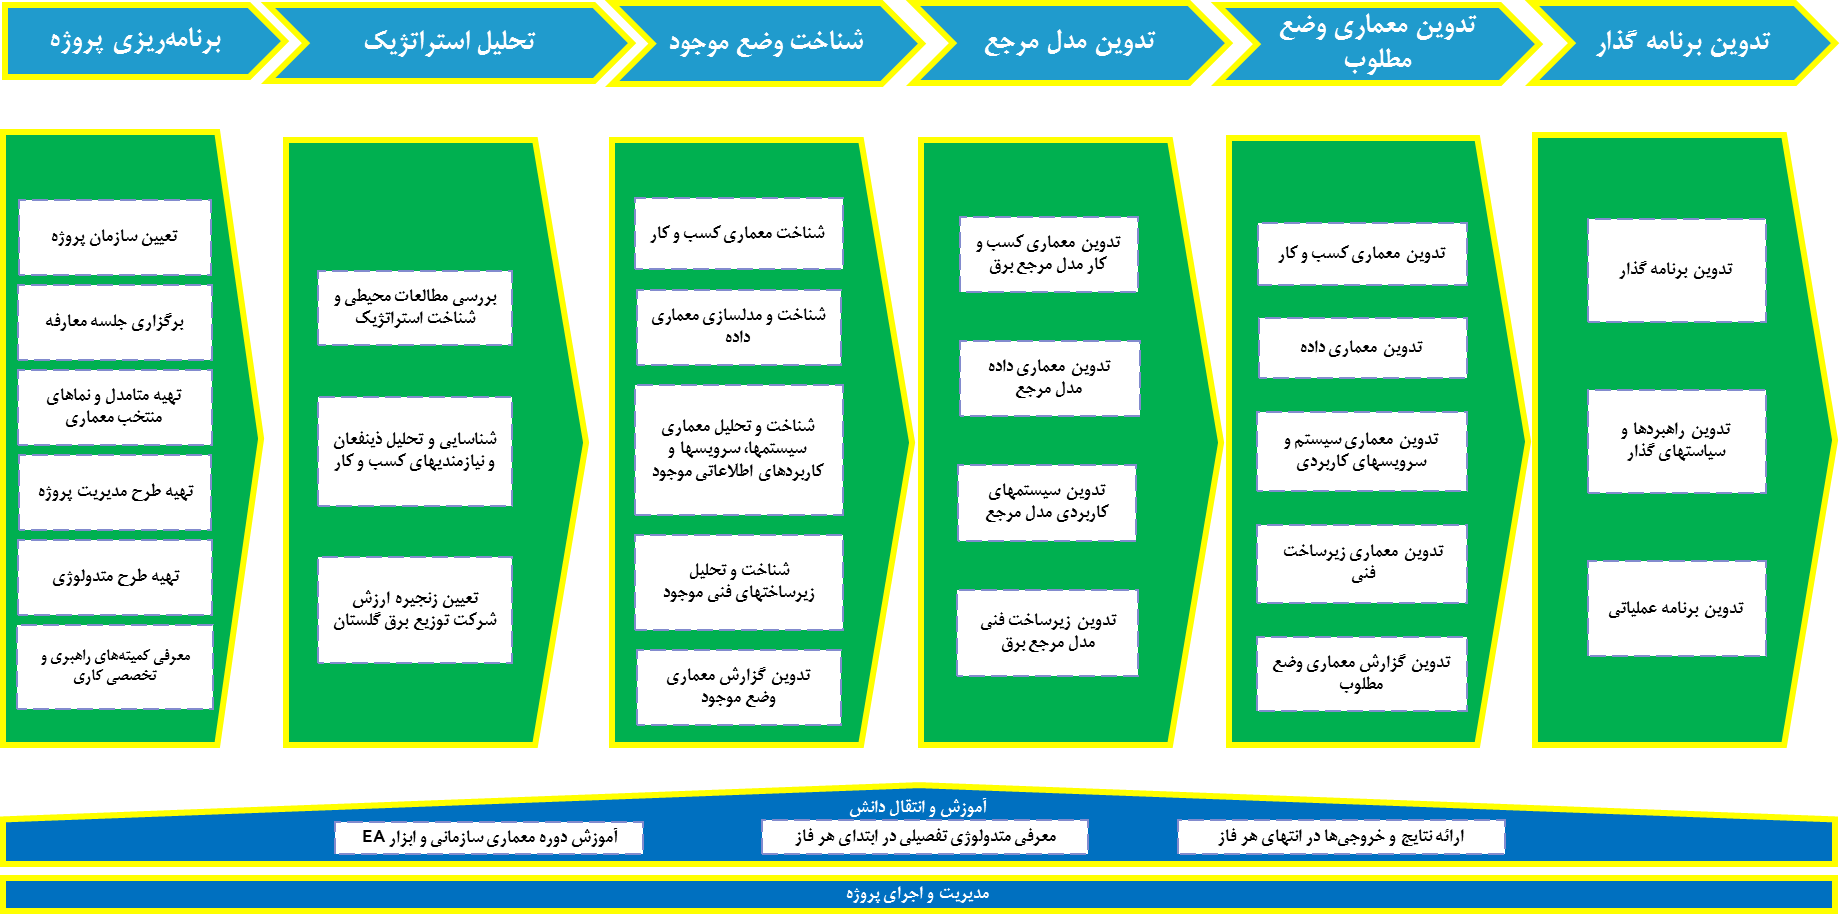 برنامه‌ریزی پروژه
تحلیل استراتژیک
شناخت وضع موجود
تدوین مدل مرجع
تدوین معماری وضع
مطلوب
تدوین برنامه گذار
تعیین سازمان پروژه
برگزاری جلسه معارفه
تهیه متامدل و نماهای
منتخب معماری
تهیه طرح مدیریت پروژه
تهیه طرح متدولوژی
معرفی کمیته‌های راهبری و
تخصصی کاری
بررسی مطالعات محیطی و
شناخت استراتژیک
شناسایی و تحلیل ذینفعان
و نیازمندیهای کسب و کار
تعیین زنجیره ارزش
شرکت توزیع برق گلستان
شناخت معماری کسب و کار
شناخت و مدلسازی معماری
داده
شناخت و تحلیل معماری
سیستمها، سرویسها و
کاربردهای اطلاعاتی موجود
شناخت و تحلیل
زیرساختهای فنی موجود
تدوین گزارش معماری
وضع موجود
تدوین معماری کسب و
کار مدل مرجع برق
تدوین معماری داده
مدل مرجع
تدوین سیستمهای
کاربردی مدل مرجع
تدوین زیرساخت فنی
مدل مرجع برق
تدوین معماری کسب و کار
تدوین معماری داده
تدوین معماری سیستم و
سرویسهای کاربردی
تدوین معماری زیرساخت
فنی
تدوین گزارش معماری وضع
مطلوب
تدوین برنامه گذار
تدوین راهبردها و
سیاستهای گذار
تدوین برنامه عملیاتی
آموزش و انتقال دانش
آموزش دوره معماری سازمانی و ابزار EA
معرفی متدولوژی تفصیلی در ابتدای هر فاز
ارائه نتایج و خروجی‌ها در انتهای هر فاز
مدیریت و اجرای پروژه